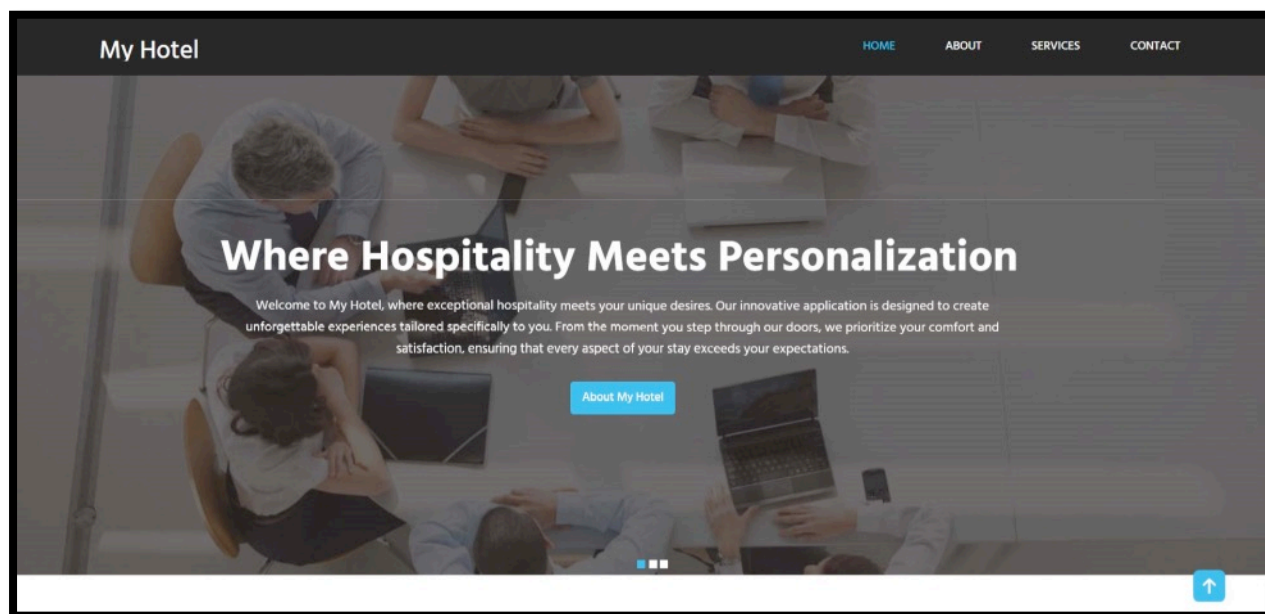 My Hotel
HOME ABOUT SERVICES CONTACT
Where Hospitality Meets Personalization
Welcome to My Hotel, where exceptional hospitality meets your unique desires. Our innovative application is designed to create
unforgettable experiences tailored specifically to you. From the moment you step through our doors, we prioritize your comfort and
satisfaction, ensuring that every aspect of your stay exceeds your expectations.
About My Hotel